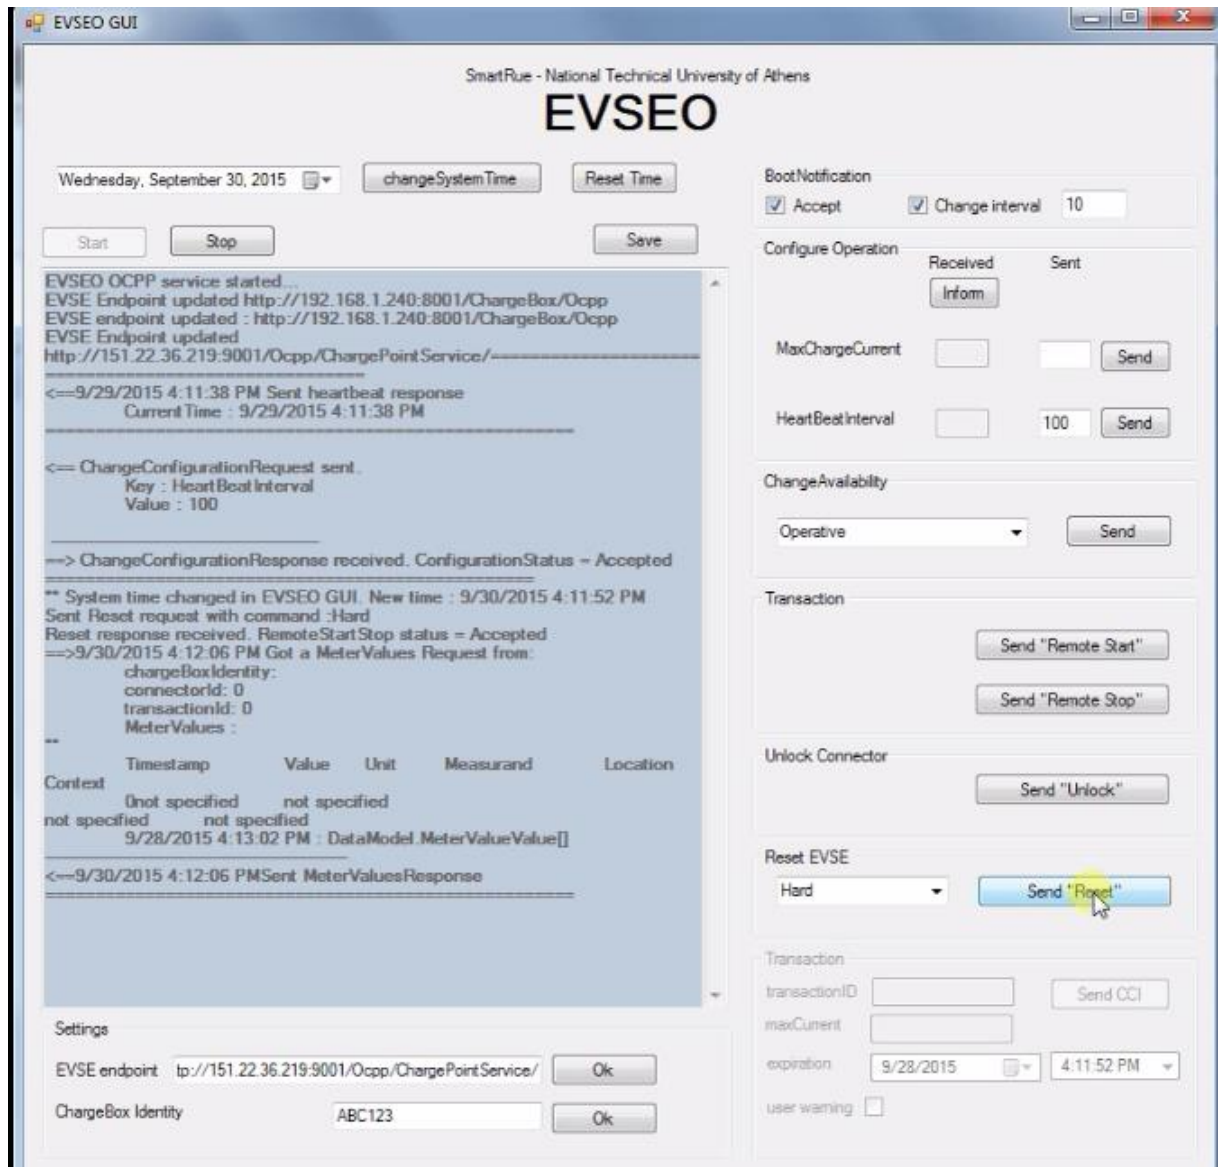 EVSEO GUI
SmartRue - National Technical University of Athens
EVSEO
Wednesday, September 30, 2015
changeSystemTime
Reset Time
Start
Stop
Save
EVSEO OCPP service started...
EVSE Endpoint updated http://192.168.1.240:8001/ChargeBox/Ocpp
EVSE endpoint updated : http://192.168.1.240:8001/ChargeBox/Ocpp
EVSE Endpoint updated
http://151.22.36.219:9001/Ocpp/ChargePointService/=====================
=================================
<==9/29/2015 4:11:38 PM Sent heartbeat response
CurrentTime : 9/29/2015 4:11:38 PM
=======================================================
<== ChangeConfigurationRequest sent.
Key : HeartBeatInterval
Value : 100
____________________________
==> ChangeConfigurationResponse received. ConfigurationStatus = Accepted
===================================================
** System time changed in EVSEO GUI. New time : 9/30/2015 4:11:52 PM
Sent Reset request with command :Hard
Reset response received. RemoteStartStop status = Accepted
==>9/30/2015 4:12:06 PM Got a MeterValues Request from:
chargeBoxIdentity:
connectorId: 0
transactionId: 0
MeterValues :
**
Timestamp Value Unit Measurand Location
Context
0not specified not specified
not specified not specified
9/28/2015 4:13:02 PM : DataModel.MeterValueValue[]
_______________________________
<==9/30/2015 4:12:06 PMSent MeterValuesResponse
=======================================================
Settings
EVSE endpoint tp://151.22.36.219:9001/Ocpp/ChargePointService/ Ok
ChargeBox Identity ABC123 Ok
BootNotification
Accept Change interval 10
Configure Operation
Received Sent
Inform
MaxChargeCurrent Send
HeartBeatInterval 100 Send
ChangeAvailability
Operative Send
Transaction
Send "Remote Start"
Send "Remote Stop"
Unlock Connector
Send "Unlock"
Reset EVSE
Hard Send "Reset"
Transaction
transactionID Send CCI
maxCurrent
expiration 9/28/2015 4:11:52 PM
user warning